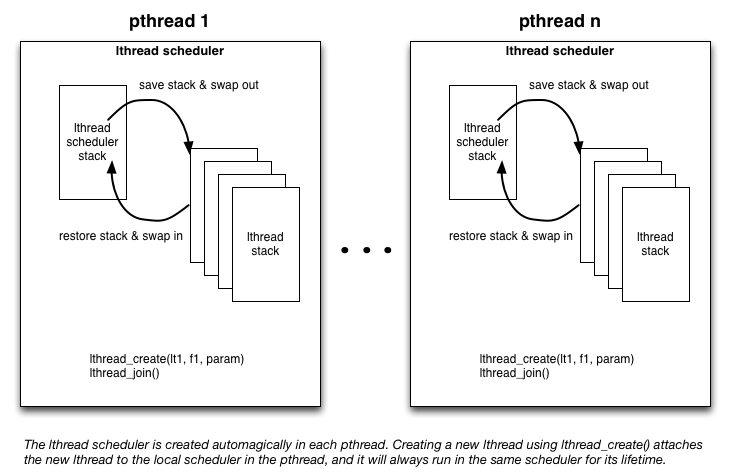 pthread 1
lthread scheduler
save stack & swap out
lthread
scheduler
stack
restore stack & swap in
lthread
stack
lthread_create(lt1, f1, param)
lthread_join()
• • •
pthread n
lthread scheduler
save stack & swap out
lthread
scheduler
stack
restore stack & swap in
lthread
stack
lthread_create(lt1, f1, param)
lthread_join()
The lthread scheduler is created automagically in each pthread. Creating a new lthread using lthread_create() attaches
the new lthread to the local scheduler in the pthread, and it will always run in the same scheduler for its lifetime.